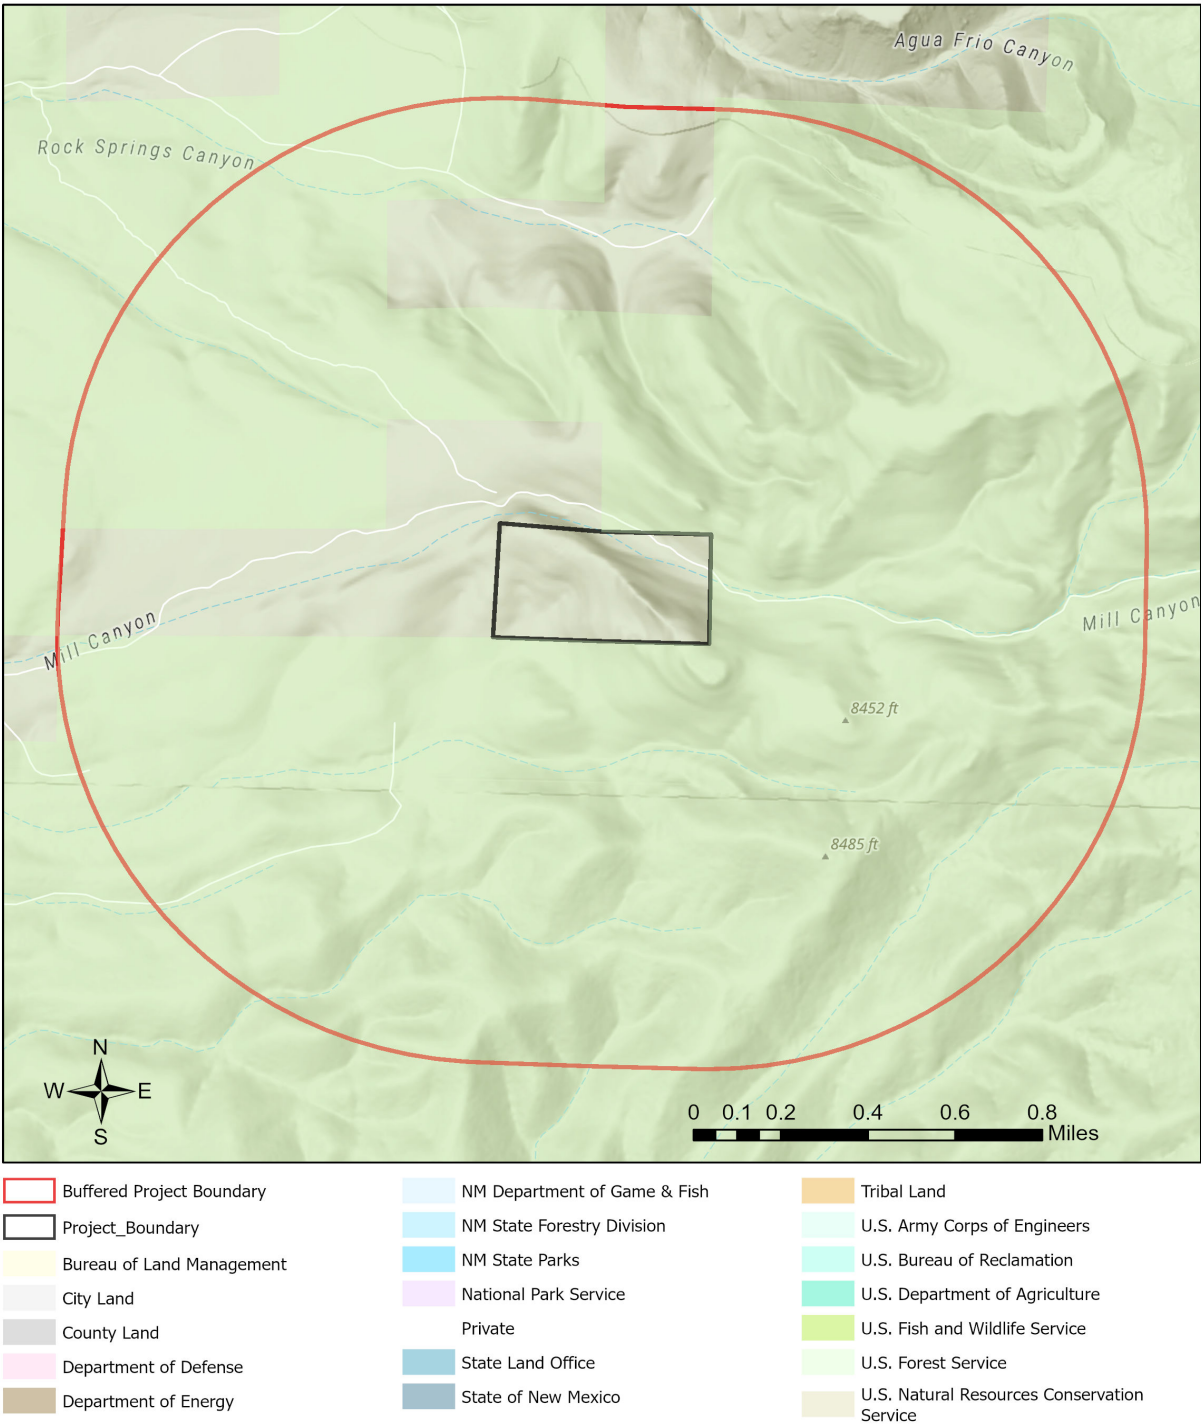 Agua Frio Canyon
Rock Springs Canyon
Mill Canyon
Mill Canyon
8452 ft
8485 ft
N
W E
S
0 0.1 0.2 0.4 0.6 0.8
Miles
Buffered Project Boundary
Project_Boundary
Bureau of Land Management
City Land
County Land
Department of Defense
Department of Energy
NM Department of Game & Fish
NM State Forestry Division
NM State Parks
National Park Service
Private
State Land Office
State of New Mexico
Tribal Land
U.S. Army Corps of Engineers
U.S. Bureau of Reclamation
U.S. Department of Agriculture
U.S. Fish and Wildlife Service
U.S. Forest Service
U.S. Natural Resources Conservation
Service